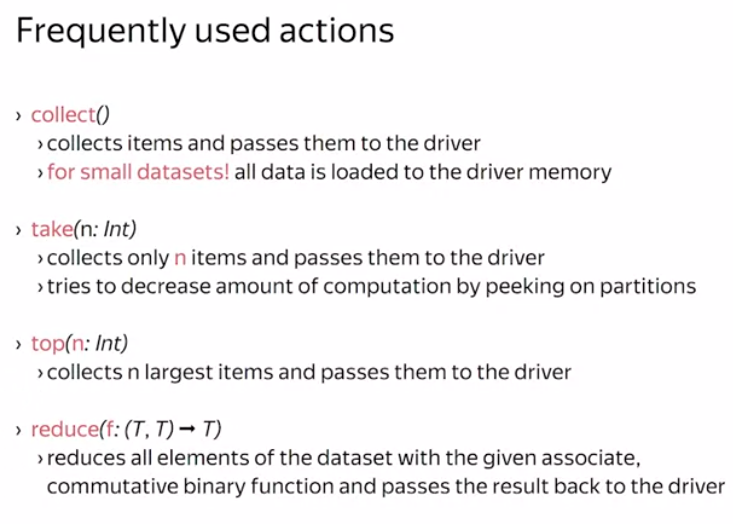 Frequently used actions
› collect()
› collects items and passes them to the driver
› for small datasets! all data is loaded to the driver memory
› take(n: Int)
› collects only n items and passes them to the driver
› tries to decrease amount of computation by peeking on partitions
› top(n: Int)
› collects n largest items and passes them to the driver
› reduce(f: (T, T) → T)
› reduces all elements of the dataset with the given associate,
commutative binary function and passes the result back to the driver